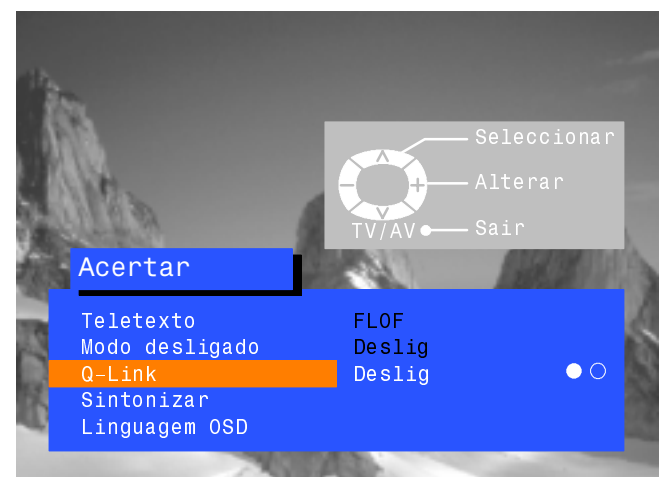 Seleccionar
Alterar
TV/AV Sair
Acertar
Teletexto FLOF
Modo desligado Deslig
Q-Link Deslig
Sintonizar
Linguagem OSD